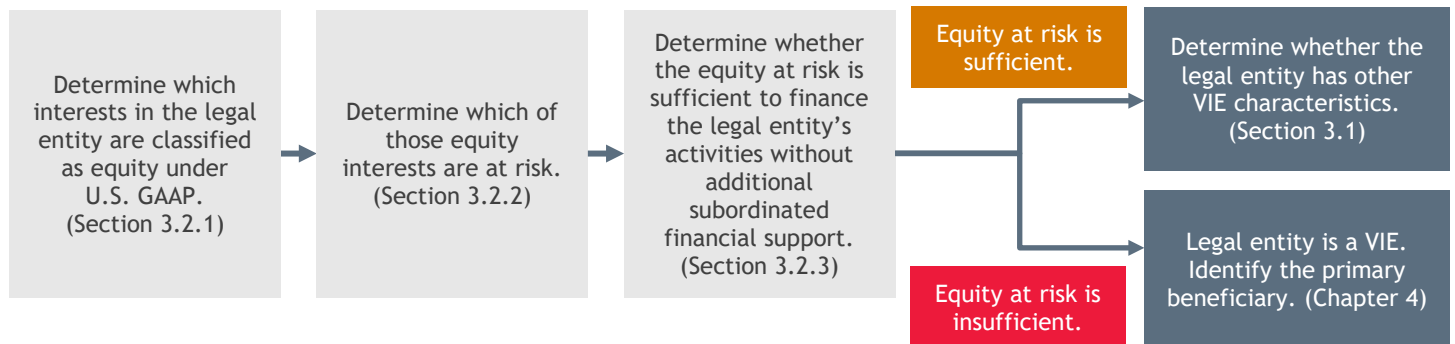 Determine which
interests in the legal
entity are classified
as equity under
U.S. GAAP.
(Section 3.2.1)
Determine which of
those equity
interests are at risk.
(Section 3.2.2)
Determine whether
the equity at risk is
sufficient to finance
the legal entity’s
activities without
additional
subordinated
financial support.
(Section 3.2.3)
Equity at risk is
sufficient.
Determine whether the
legal entity has other
VIE characteristics.
(Section 3.1)
Equity at risk is
insufficient.
Legal entity is a VIE.
Identify the primary
beneficiary. (Chapter 4)